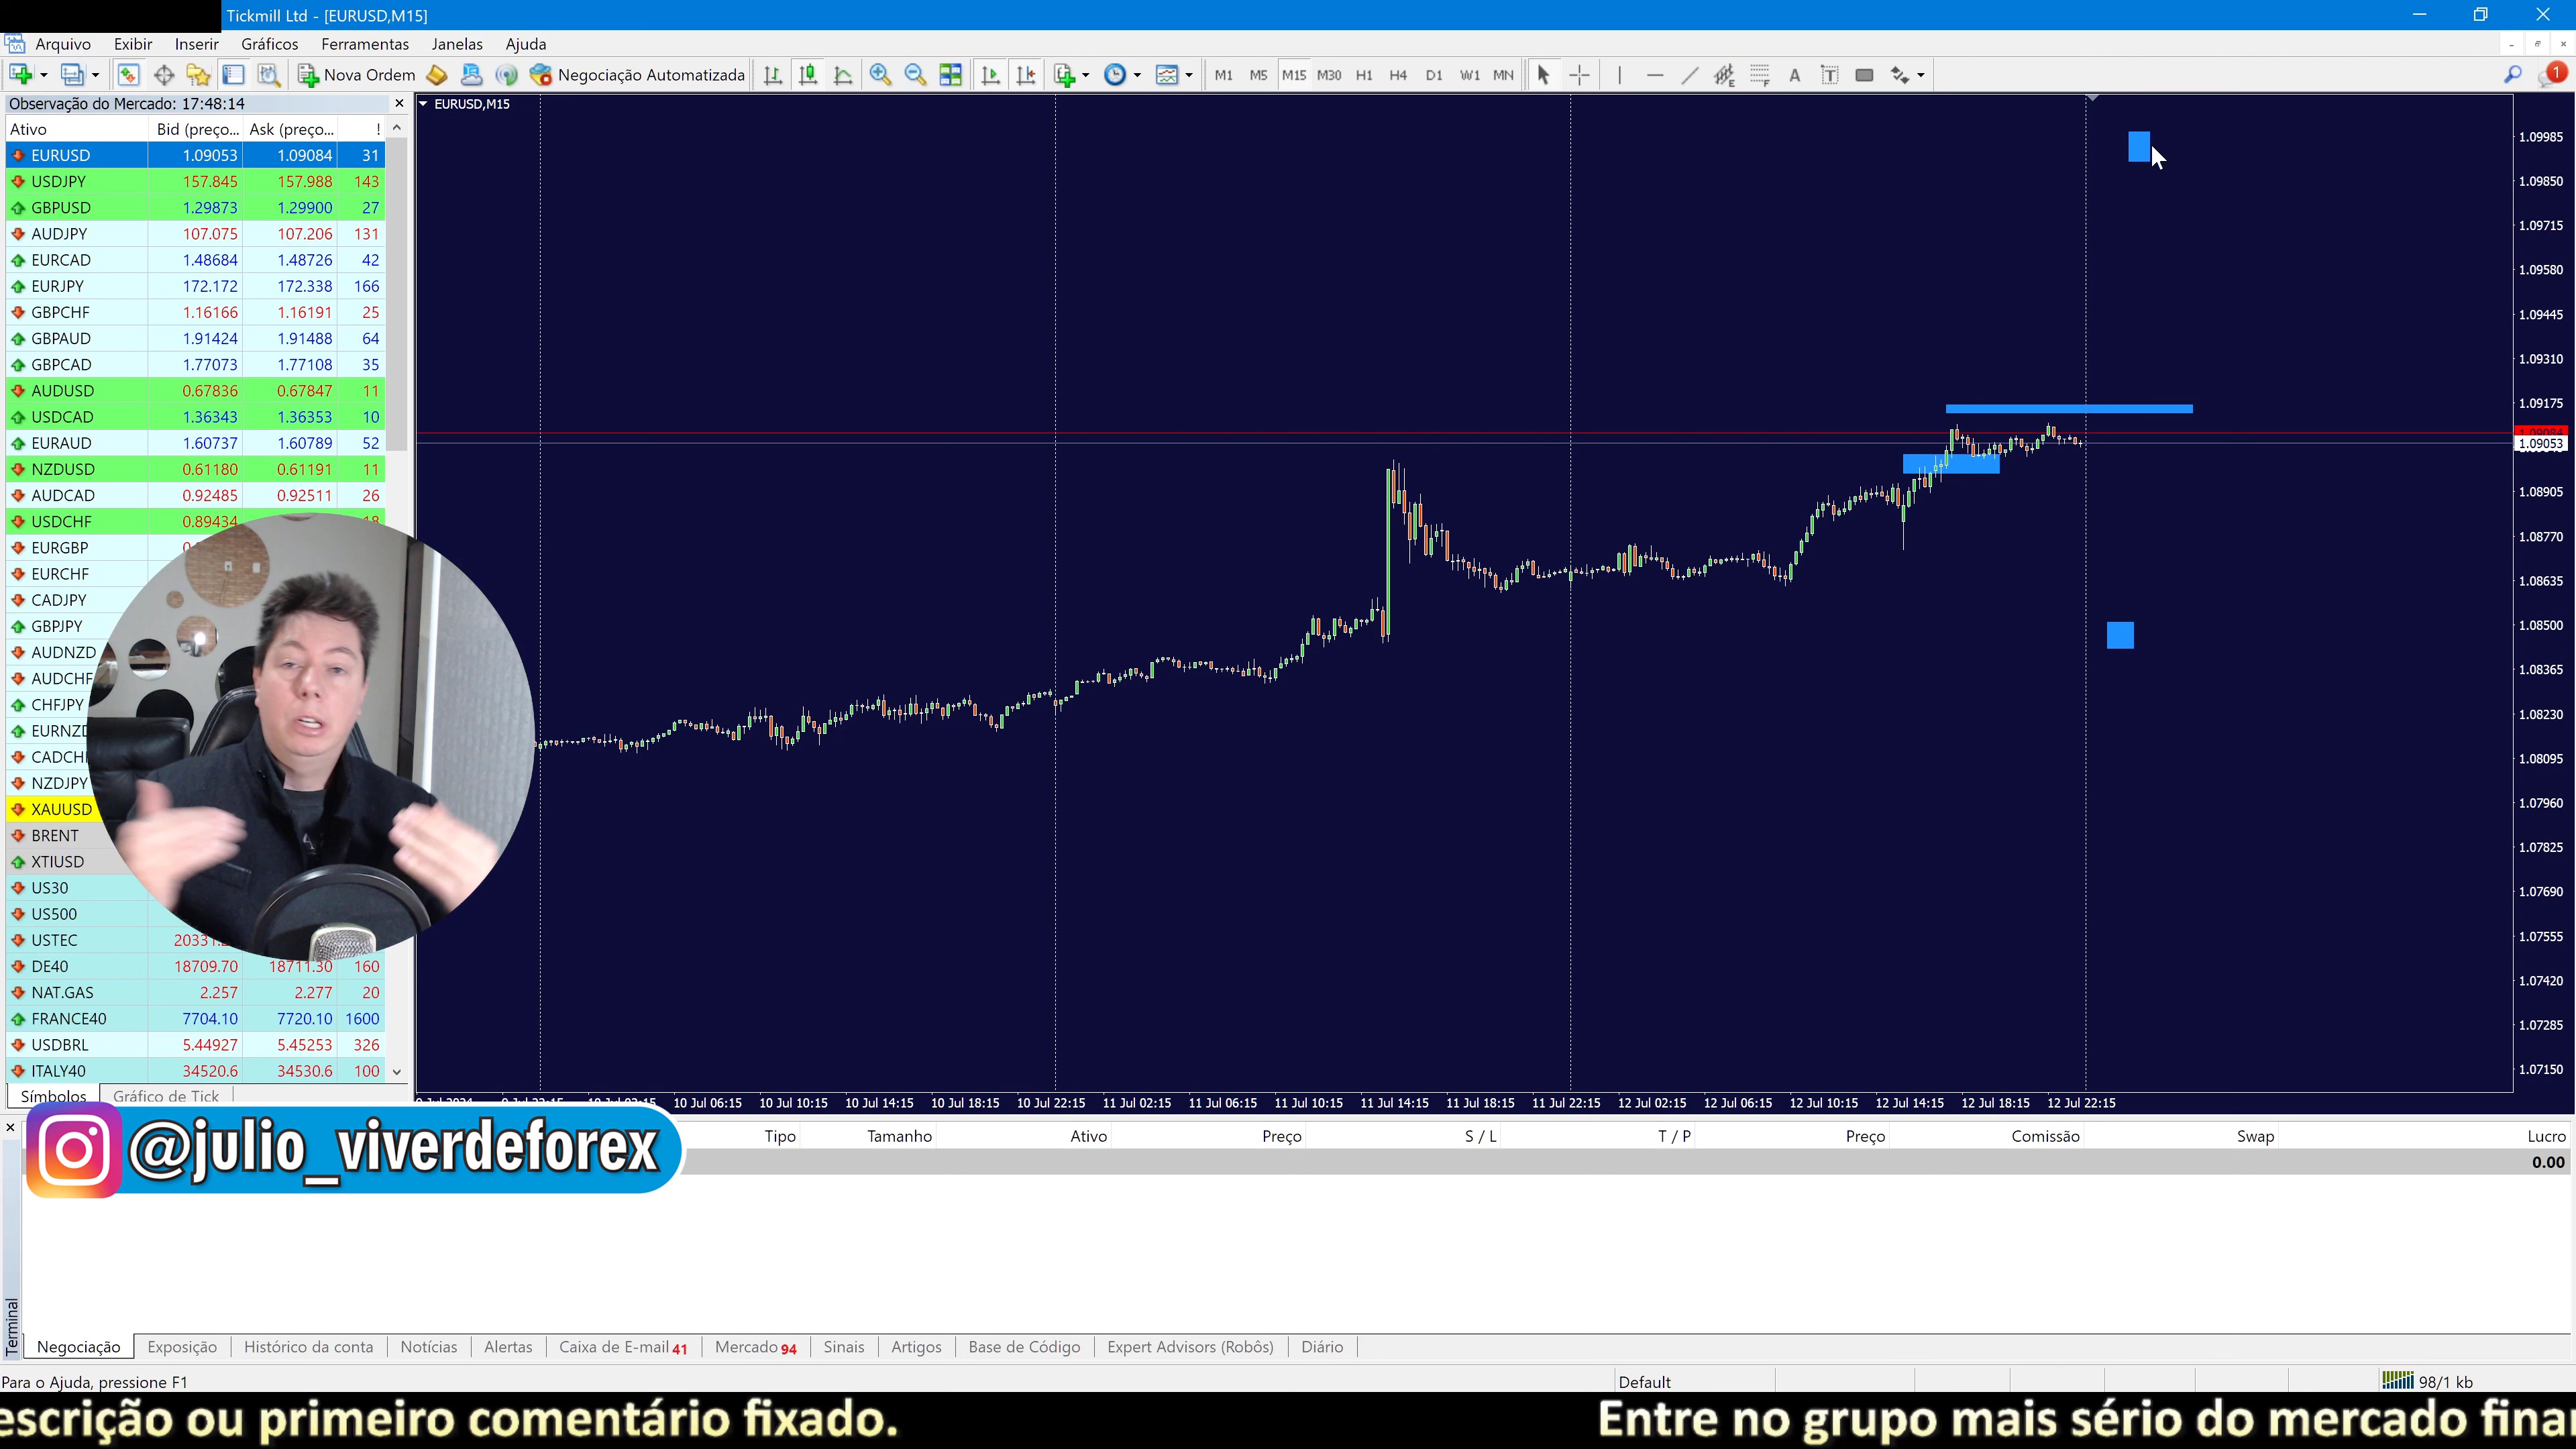 Tickmill Ltd - [EURUSD,M15]
Arquivo Exibir Inserir Gráficos Ferramentas Janelas Ajuda
Nova Ordem Negociação Automatizada M1 M5 M15 M30 H1 H4 D1 W1 MN A T 1
Observação do Mercado: 17:48:14
Ativo Bid (preço... Ask (preço... !
EURUSD 1.09053 1.09084 31
USDJPY 157.845 157.988 143
GBPUSD 1.29873 1.29900 27
AUDJPY 107.075 107.206 131
EURCAD 1.48684 1.48726 42
EURJPY 172.172 172.338 166
GBPCHF 1.16166 1.16191 25
GBPAUD 1.91424 1.91488 64
GBPCAD 1.77073 1.77108 35
AUDUSD 0.67836 0.67847 11
USDCAD 1.36343 1.36353 10
EURAUD 1.60737 1.60789 52
NZDUSD 0.61180 0.61191 11
AUDCAD 0.92485 0.92511 26
USDCHF 0.89434 18
EURGBP
EURCHF
CADJPY
GBPJPY
AUDNZD
AUDCHF
CHFJPY
EURNZD
CADCHF
NZDJPY
XAUUSD
BRENT
XTIUSD
US30
US500
USTEC
DE40 18709.70 18711.30 160
NAT.GAS 2.257 2.277 20
FRANCE40 7704.10 7720.10 1600
USDBRL 5.44927 5.45253 326
ITALY40 34520.6 34530.6 100
Símbolos Gráfico de Tick
EURUSD,M15
1.09985
1.09850
1.09715
1.09580
1.09445
1.09310
1.09175
1.09084
1.09053
1.08905
1.08770
1.08635
1.08500
1.08365
1.08230
1.08095
1.07960
1.07825
1.07690
1.07555
1.07420
1.07285
1.07150
10 Jul 06:15 10 Jul 10:15 10 Jul 14:15 10 Jul 18:15 10 Jul 22:15 11 Jul 02:15 11 Jul 06:15 11 Jul 10:15 11 Jul 14:15 11 Jul 18:15 11 Jul 22:15 12 Jul 02:15 12 Jul 06:15 12 Jul 10:15 12 Jul 14:15 12 Jul 18:15 12 Jul 22:15
@julio_viverdeforex
Tipo Tamanho Ativo Preço S / L T / P Preço Comissão Swap Lucro
0.00
Terminal
Negociação Exposição Histórico da conta Notícias Alertas Caixa de E-mail 41 Mercado 94 Sinais Artigos Base de Código Expert Advisors (Robôs) Diário
Para o Ajuda, pressione F1 Default 98/1 kb
escrição ou primeiro comentário fixado. Entre no grupo mais sério do mercado finan